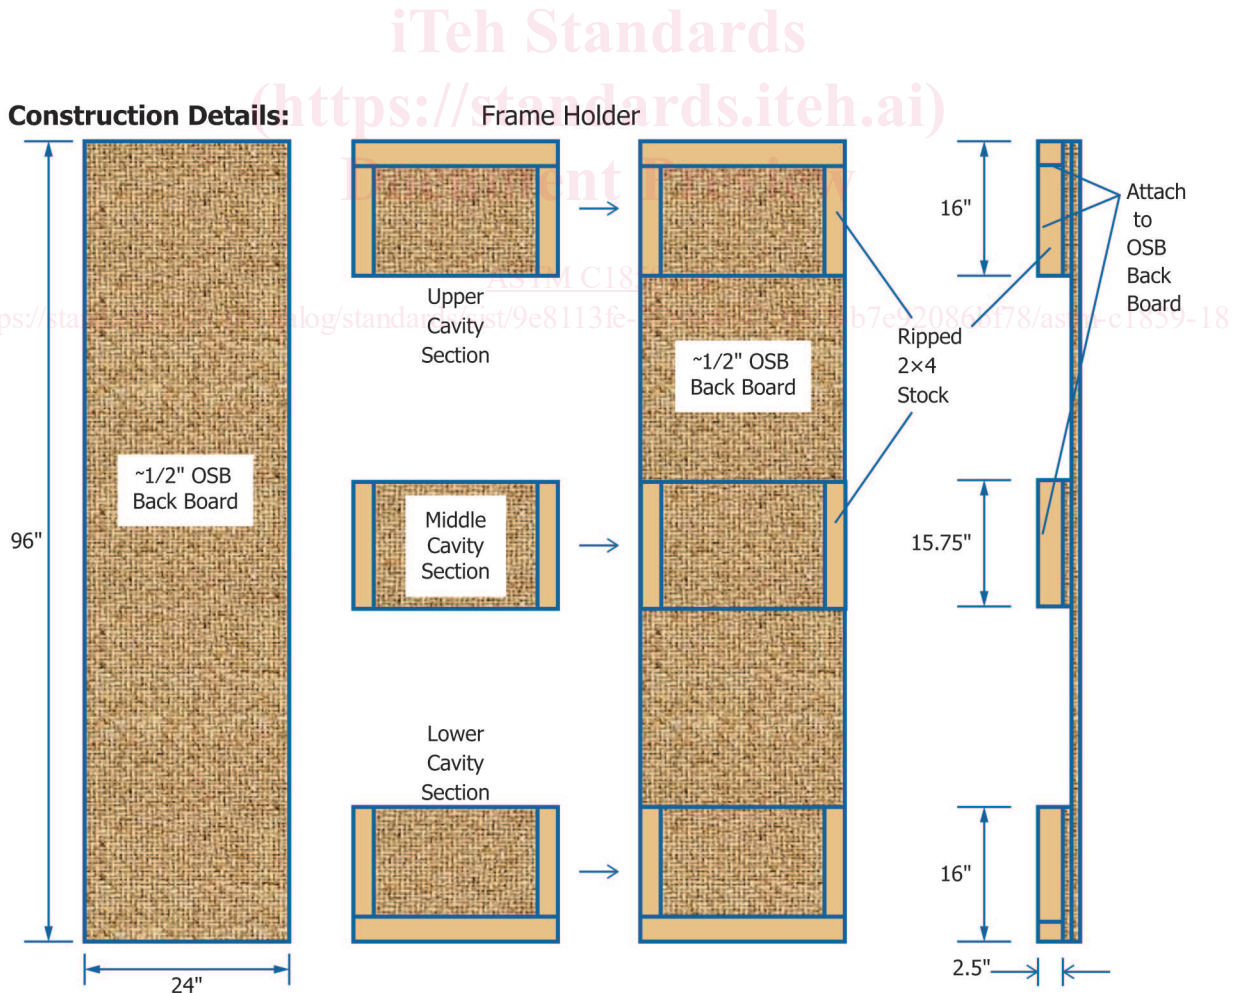 iTeh Standards
(https://standards.iteh.ai)
Document Preview
Construction Details:
Frame Holder
96"
24"
~1/2" OSB
Back Board
Upper
Cavity
Section
Middle
Cavity
Section
Lower
Cavity
Section
~1/2" OSB
Back Board
Ripped
2×4
Stock
16"
15.75"
16"
2.5"
Attach
to
OSB
Back
Board